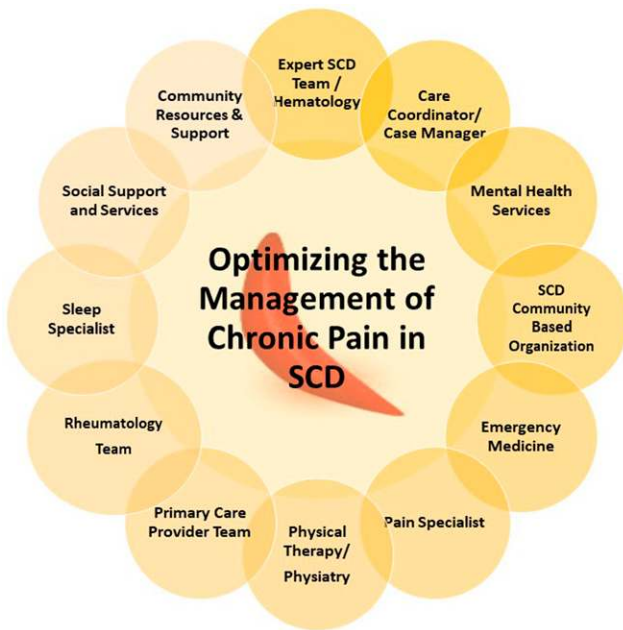 Optimizing the
Management of
Chronic Pain in
SCD
Expert SCD
Team /
Hematology
Care
Coordinator/
Case Manager
Mental Health
Services
SCD
Community
Based
Organization
Emergency
Medicine
Pain Specialist
Physical
Therapy/
Physiatry
Primary Care
Provider Team
Rheumatology
Team
Sleep
Specialist
Social Support
and Services
Community
Resources &
Support